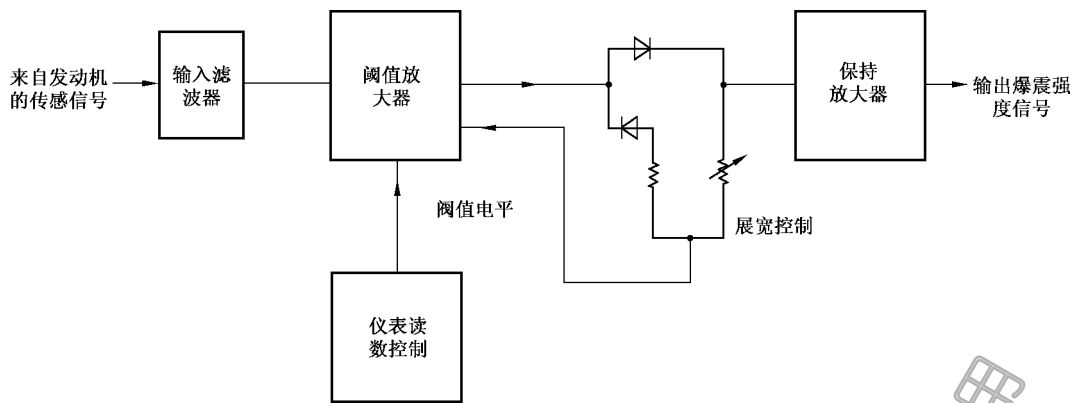 来自发动机
的传感信号
输入滤
波器
阈值放
大器
保持
放大器
输出爆震强
度信号
阀值电平
展宽控制
仪表读
数控制